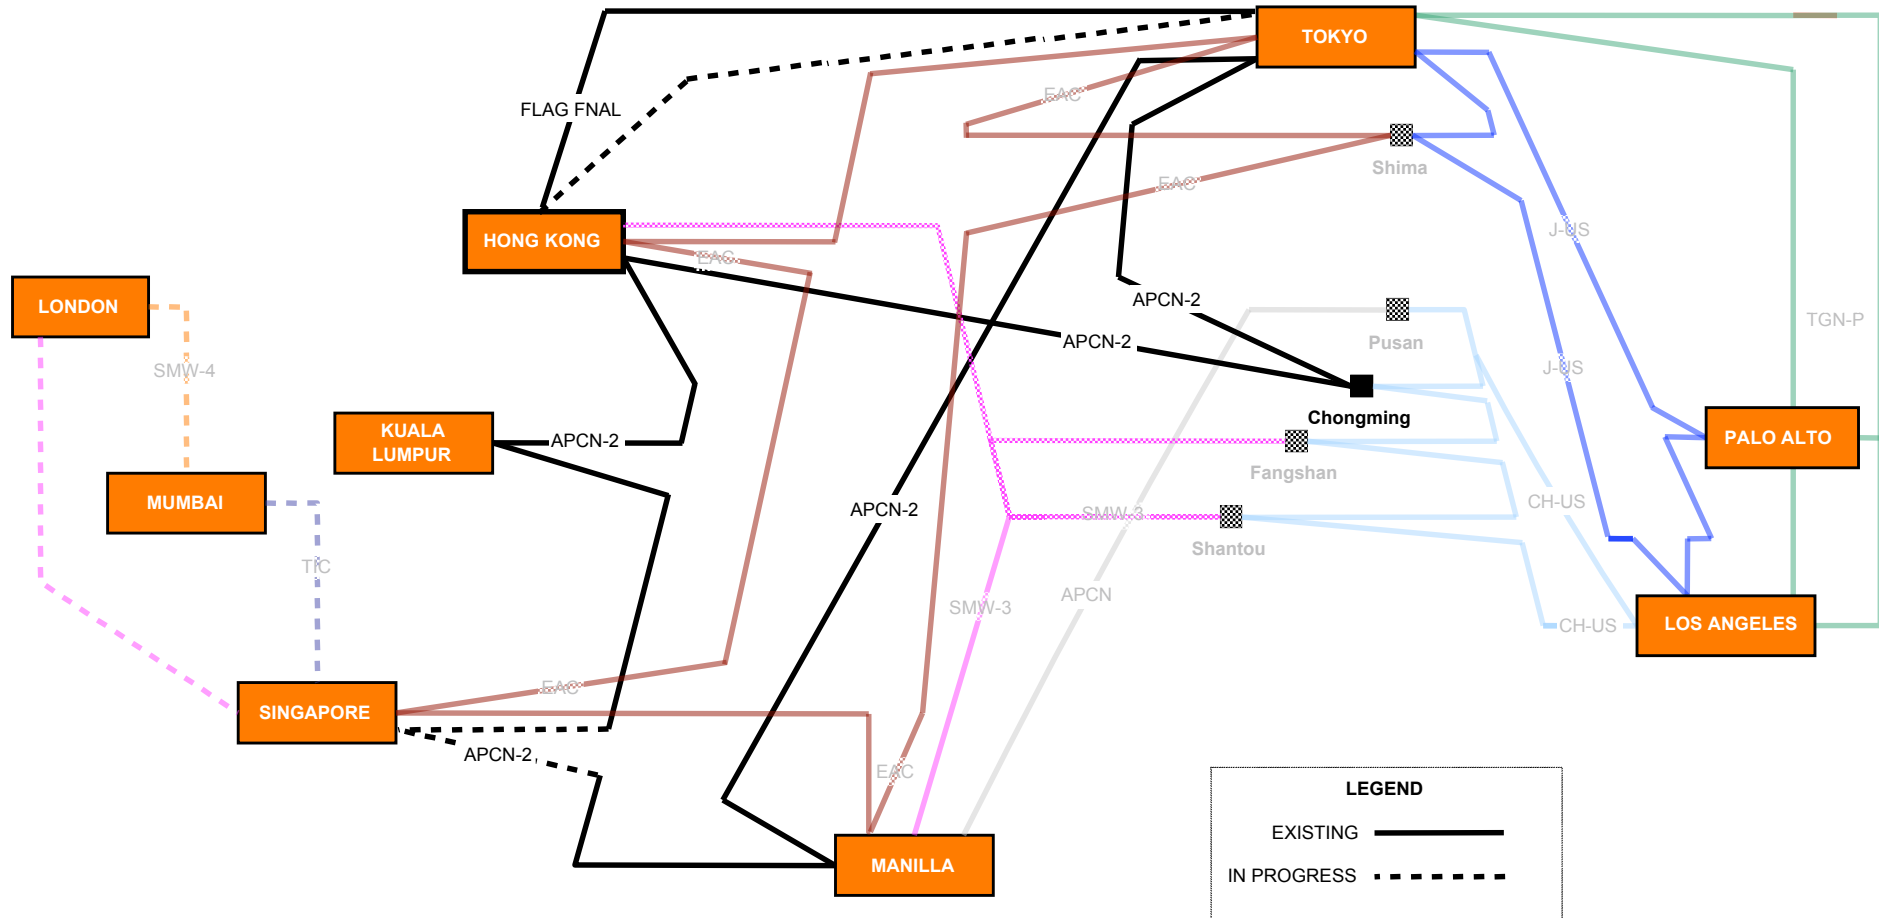 TOKYO
EAC
FLAG FNAL
Shima
EAC
J-US
HONG KONG
EAC
LONDON
APCN-2
Pusan
TGN-P
APCN-2
SMW-4
J-US
Chongming
KUALA
LUMPUR
APCN-2
PALO ALTO
Fangshan
MUMBAI
APCN-2
CH-US
SMW-3
Shantou
TIC
APCN
SMW-3
CH-US
LOS ANGELES
EAC
SINGAPORE
APCN-2
EAC
LEGEND
EXISTING
MANILLA
IN PROGRESS